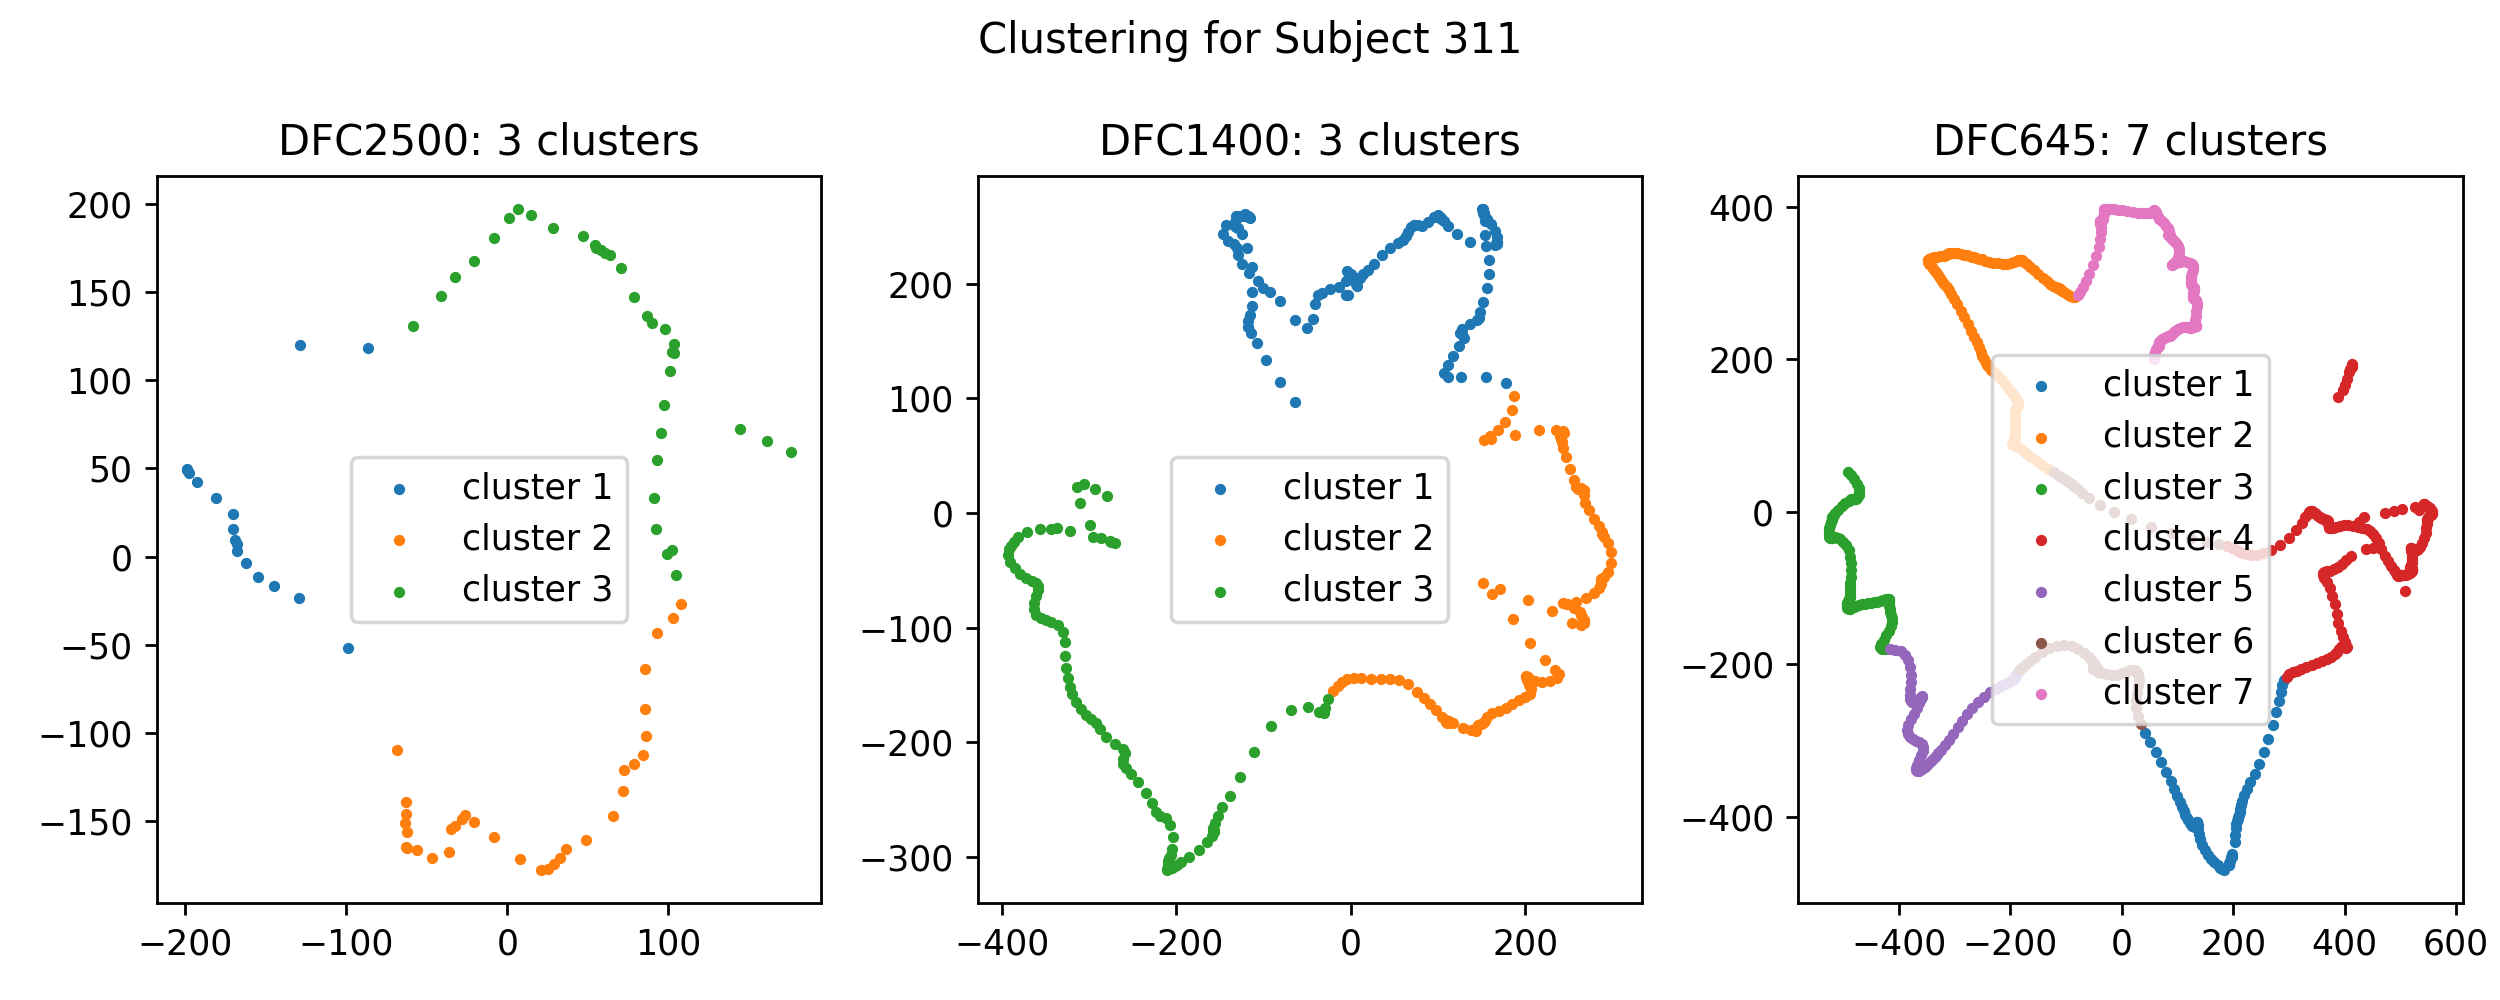 Clustering for Subject 311
DFC2500: 3 clusters
200
150
100
50
0
−50
−100
−150
−200
−100
0
100
cluster 1
cluster 2
cluster 3
DFC1400: 3 clusters
200
100
0
−100
−200
−300
−400
−200
0
200
cluster 1
cluster 2
cluster 3
DFC645: 7 clusters
400
200
0
−200
−400
−400
−200
0
200
400
600
cluster 1
cluster 2
cluster 3
cluster 4
cluster 5
cluster 6
cluster 7